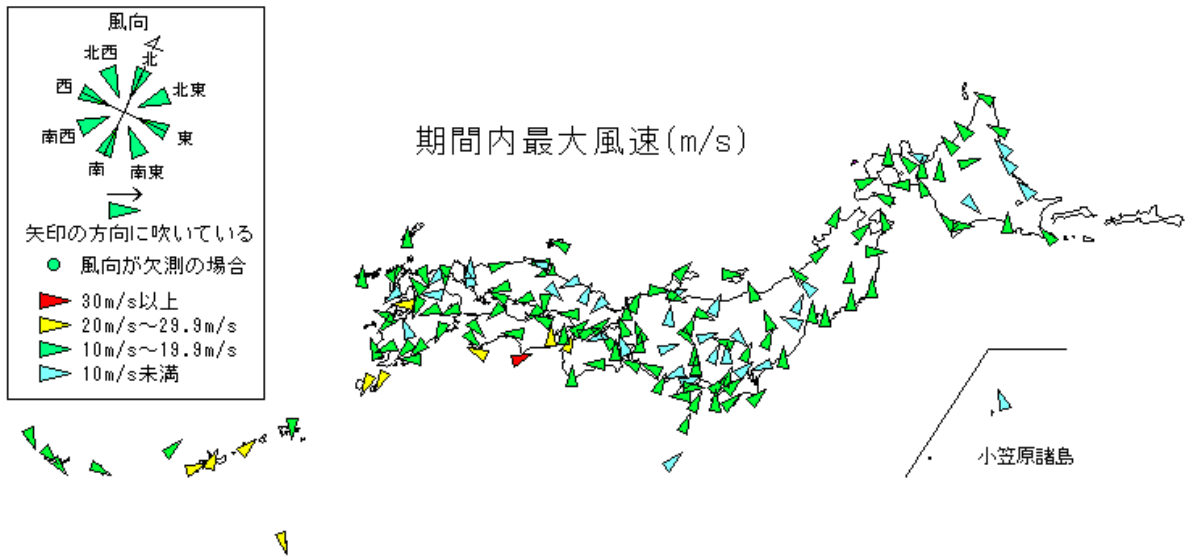 風向
北西
北
西
北東
南西
東
南
南東
矢印の方向に吹いている
風向が欠測の場合
30m/s以上
20m/s～29.9m/s
10m/s～19.9m/s
10m/s未満
期間内最大風速(m/s)
小笠原諸島